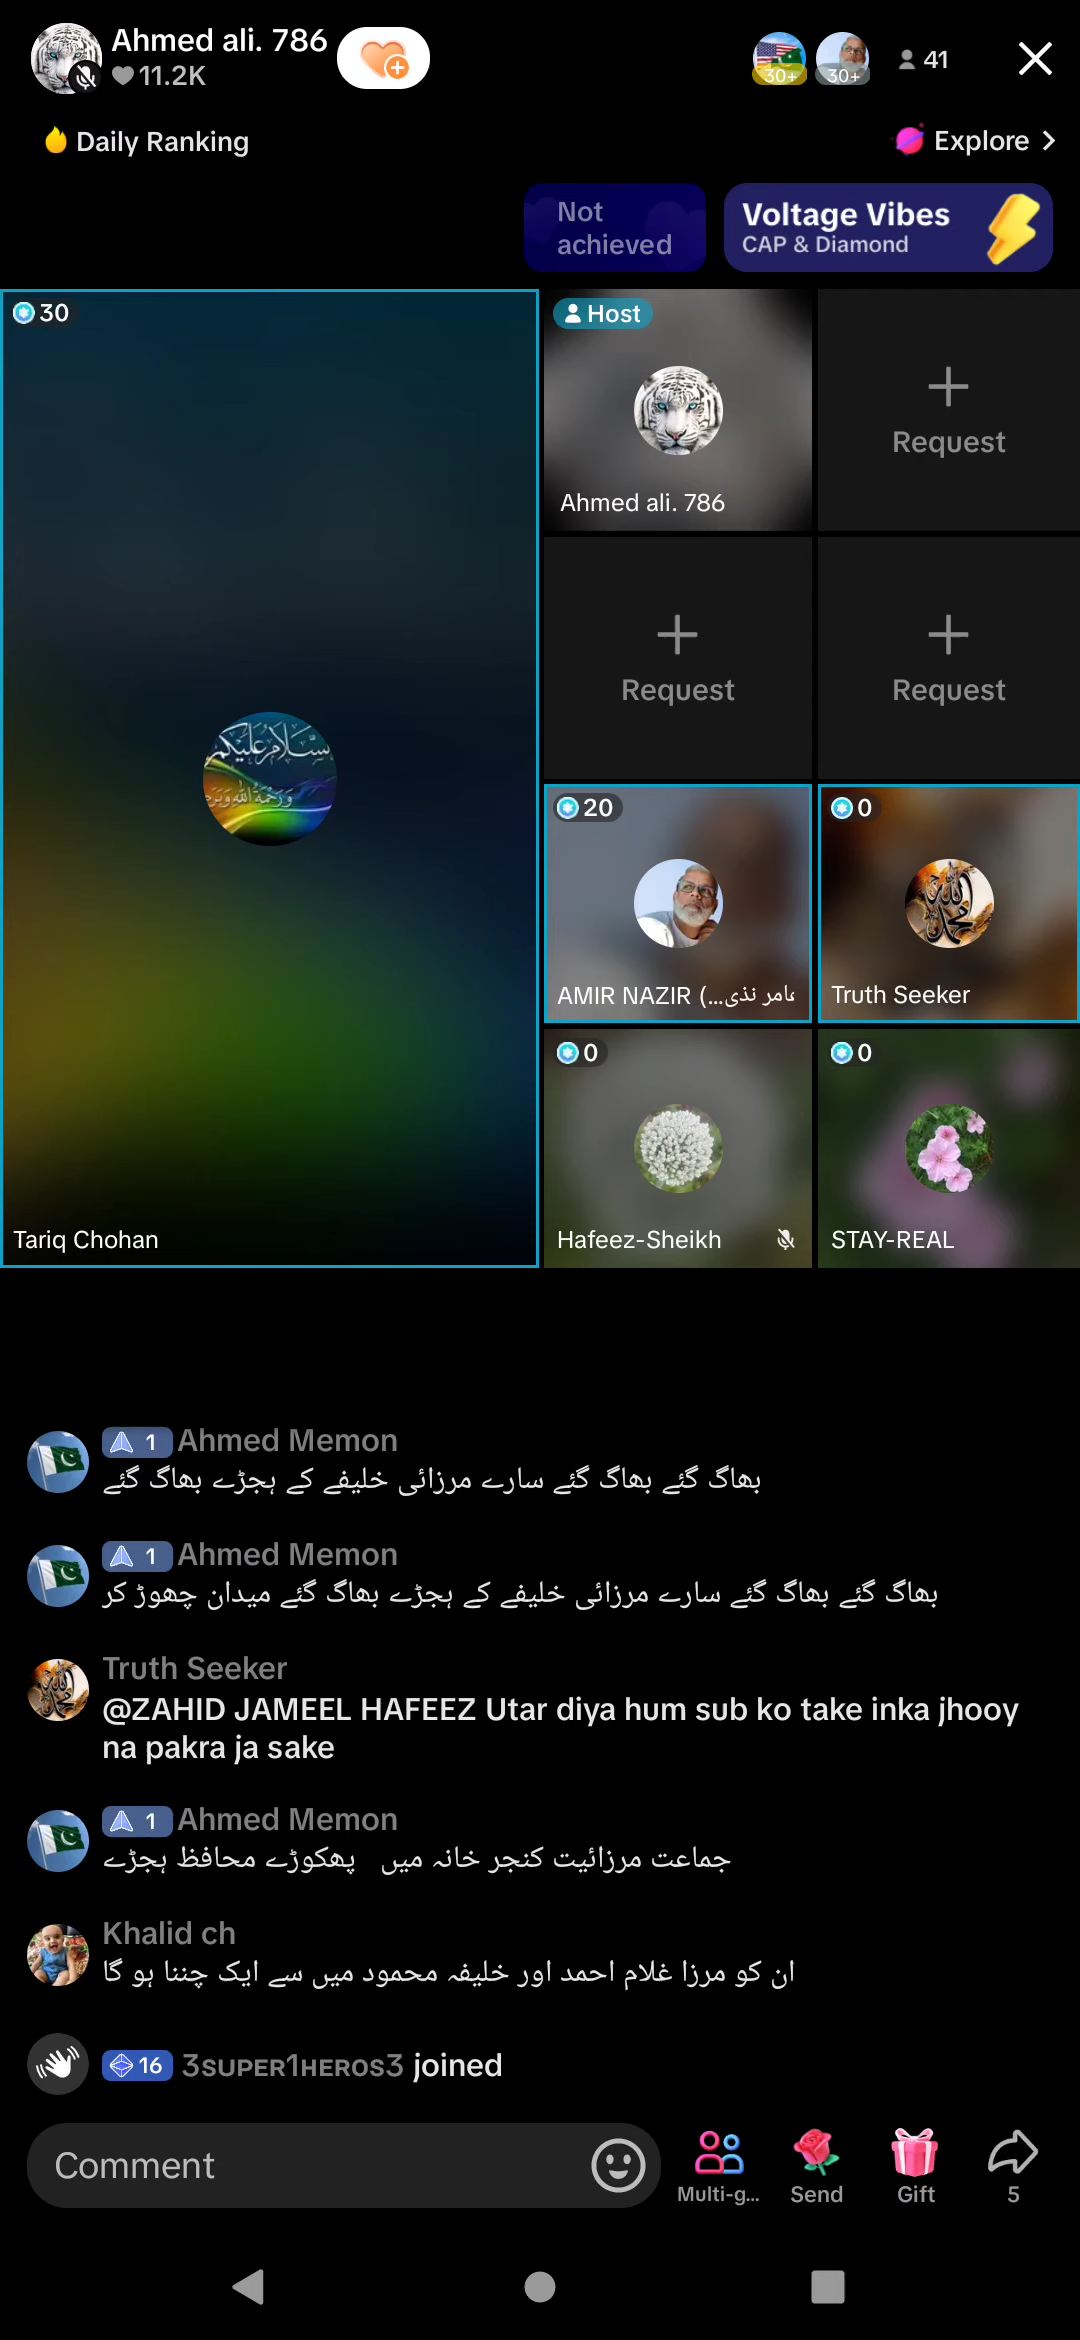 Ahmed ali. 786
11.2K
30+
30+
41
Daily Ranking
Explore
Not
achieved
Voltage Vibes
CAP & Diamond
30
Host
Ahmed ali. 786
Request
Request
Request
السلام علیکم
ورحمۃ اللہ وبر
Tariq Chohan
20
AMIR NAZIR (...عامر نذی
0
Truth Seeker
0
Hafeez-Sheikh
0
STAY-REAL
1 Ahmed Memon
بھاگ گئے بھاگ گئے سارے مرزائی خلیفے کے ہجڑے بھاگ گئے
1 Ahmed Memon
بھاگ گئے بھاگ گئے سارے مرزائی خلیفے کے ہجڑے بھاگ گئے میدان چھوڑ کر
Truth Seeker
@ZAHID JAMEEL HAFEEZ Utar diya hum sub ko take inka jhooy
na pakra ja sake
1 Ahmed Memon
جماعت مرزائیت کنجر خانہ میں پھکوڑے محافظ ہجڑے
Khalid ch
ان کو مرزا غلام احمد اور خلیفہ محمود میں سے ایک چننا ہو گا
16 3SUPER1HEROS3 joined
Comment
Multi-g...
Send
Gift
5